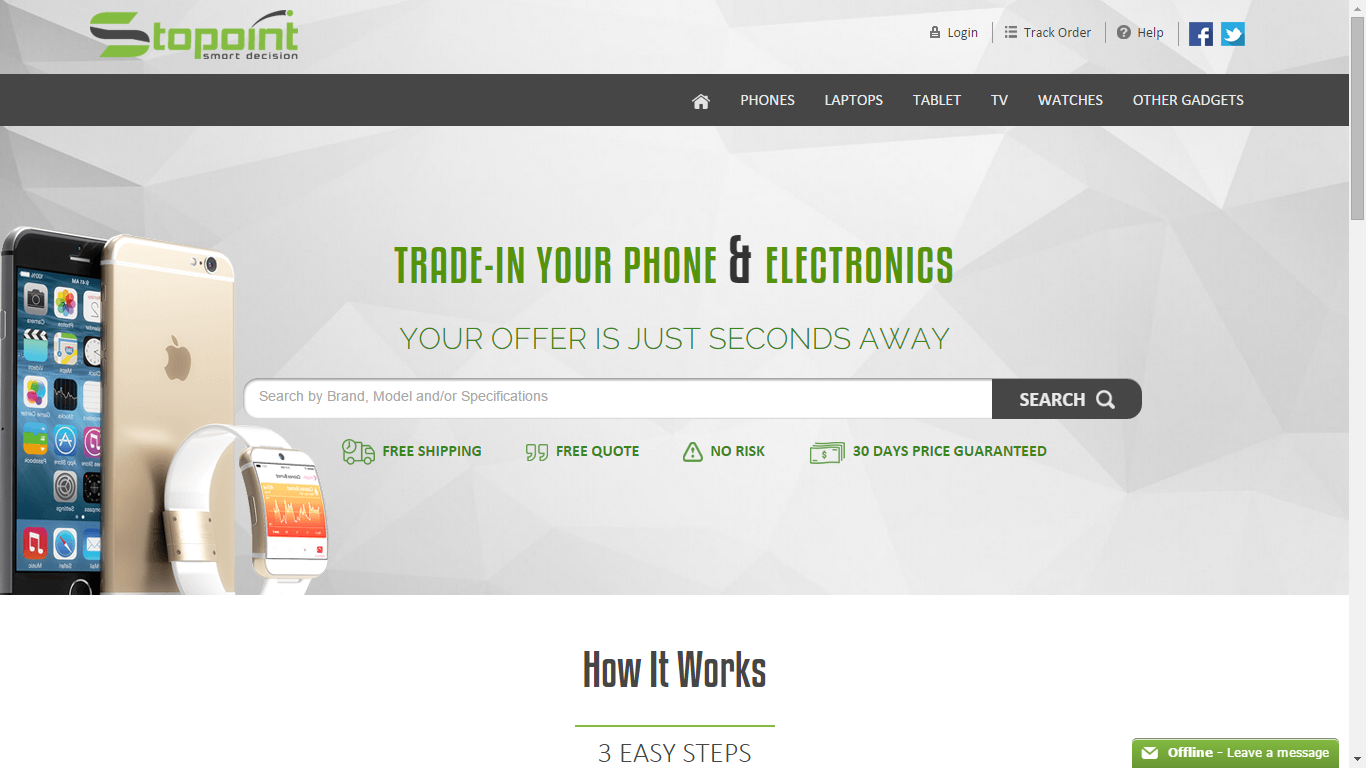 Stopoint
smart decision
Login
Track Order
Help
PHONES
LAPTOPS
TABLET
TV
WATCHES
OTHER GADGETS
TRADE-IN YOUR PHONE & ELECTRONICS
YOUR OFFER IS JUST SECONDS AWAY
Search by Brand, Model and/or Specifications
SEARCH
FREE SHIPPING
FREE QUOTE
NO RISK
30 DAYS PRICE GUARANTEED
How It Works
3 EASY STEPS
Offline - Leave a message